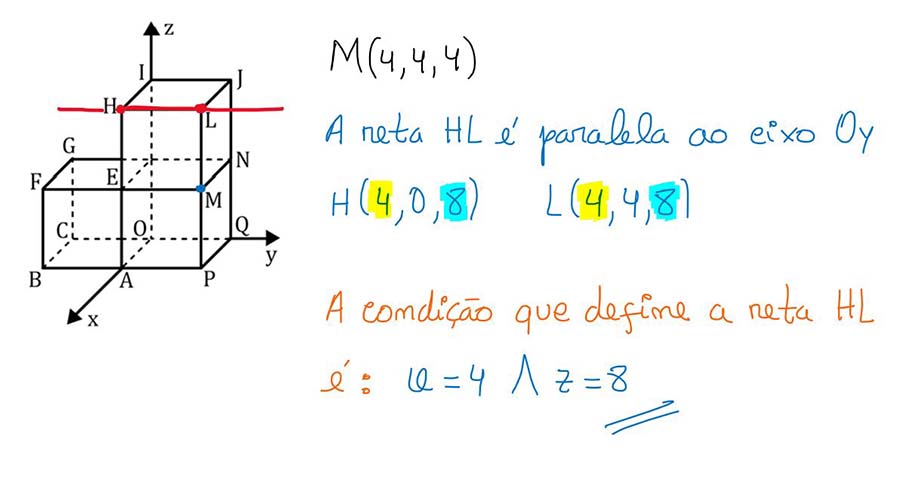 z
I
J
H
L
G
F
E
N
M
C
O
Q
y
B
A
P
x
M(4,4,4)
A reta HL é paralela ao eixo Oy
H(4,0,8) L(4,4,8)
A condição que define a reta HL
é: x = 4 ∧ z = 8